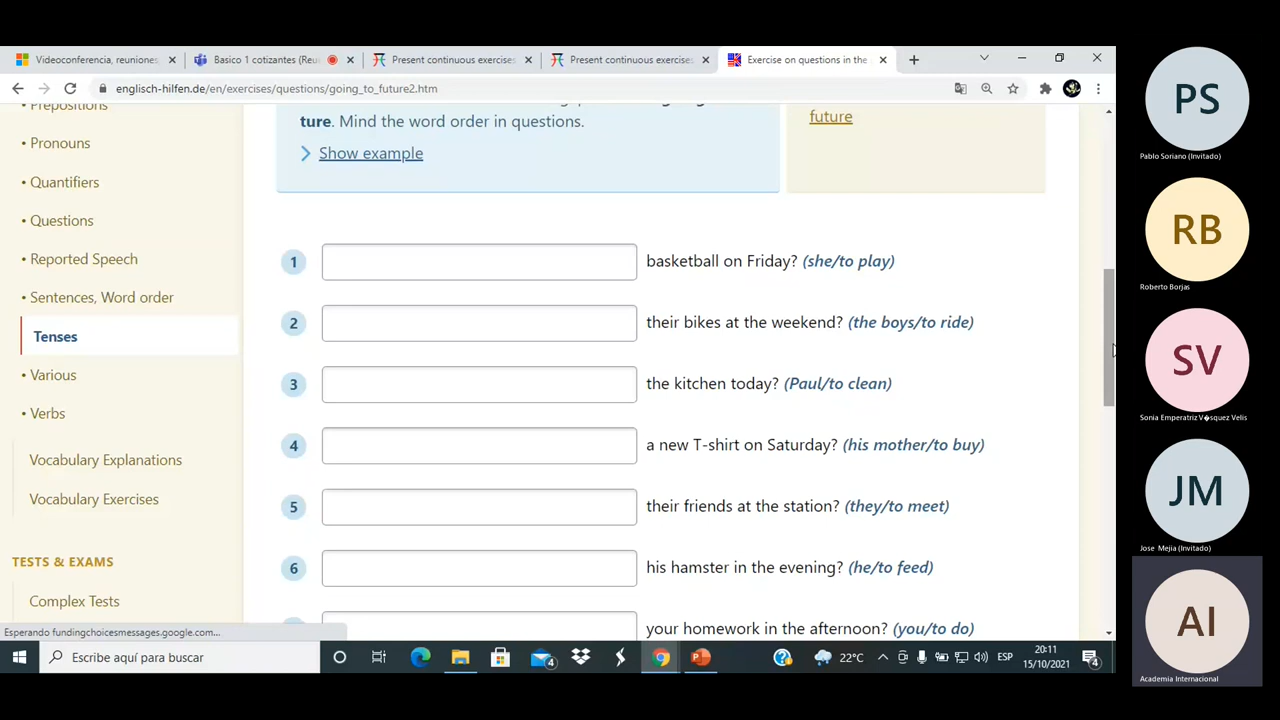 Videoconferencia, reuniones
Basico 1 cotizantes (Reu
Present continuous exercises
Present continuous exercises
Exercise on questions in the
englisch-hilfen.de/en/exercises/questions/going_to_future2.htm
Prepositions
• Pronouns
• Quantifiers
• Questions
• Reported Speech
• Sentences, Word order
Tenses
• Various
• Verbs
Vocabulary Explanations
Vocabulary Exercises
TESTS & EXAMS
Complex Tests
Esperando fundingchoicesmessages.google.com...
ture. Mind the word order in questions.
Show example
future
1 basketball on Friday? (she/to play)
2 their bikes at the weekend? (the boys/to ride)
3 the kitchen today? (Paul/to clean)
4 a new T-shirt on Saturday? (his mother/to buy)
5 their friends at the station? (they/to meet)
6 his hamster in the evening? (he/to feed)
your homework in the afternoon? (you/to do)
Escribe aquí para buscar
4
22°C
ESP
20:11
15/10/2021
4
PS
Pablo Soriano (Invitado)
RB
Roberto Borjas
SV
Sonia Emperatriz V�squez Velis
JM
Jose Mejia (Invitado)
AI
Academia Internacional